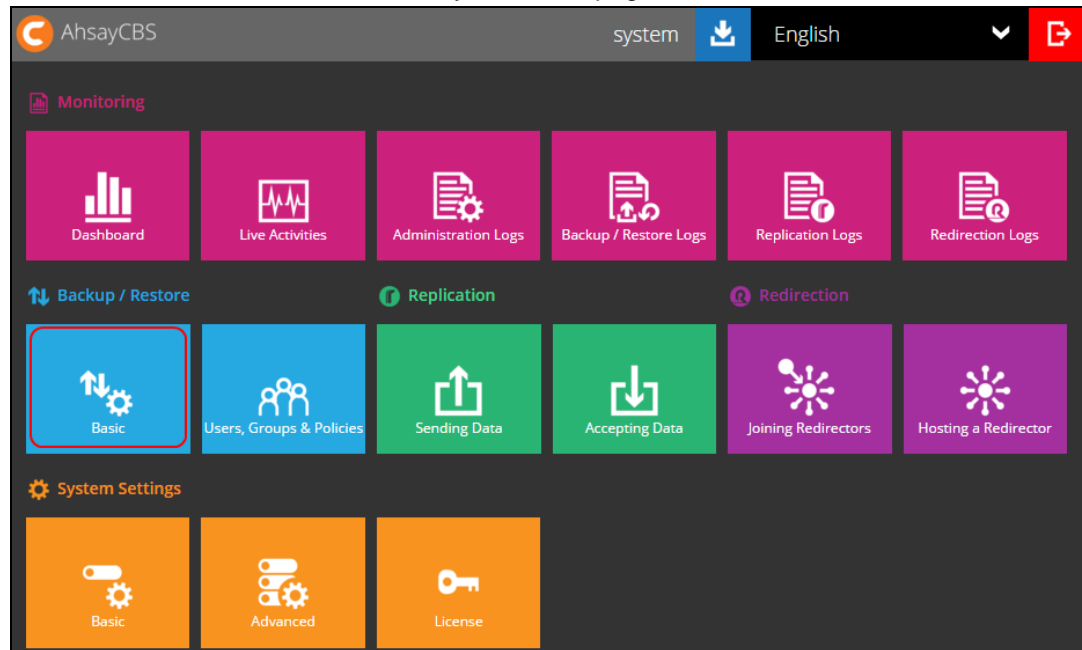 AhsayCBS system English
Monitoring
Dashboard Live Activities Administration Logs Backup / Restore Logs Replication Logs Redirection Logs
Backup / Restore Replication Redirection
Basic Users, Groups & Policies Sending Data Accepting Data Joining Redirectors Hosting a Redirector
System Settings
Basic Advanced License